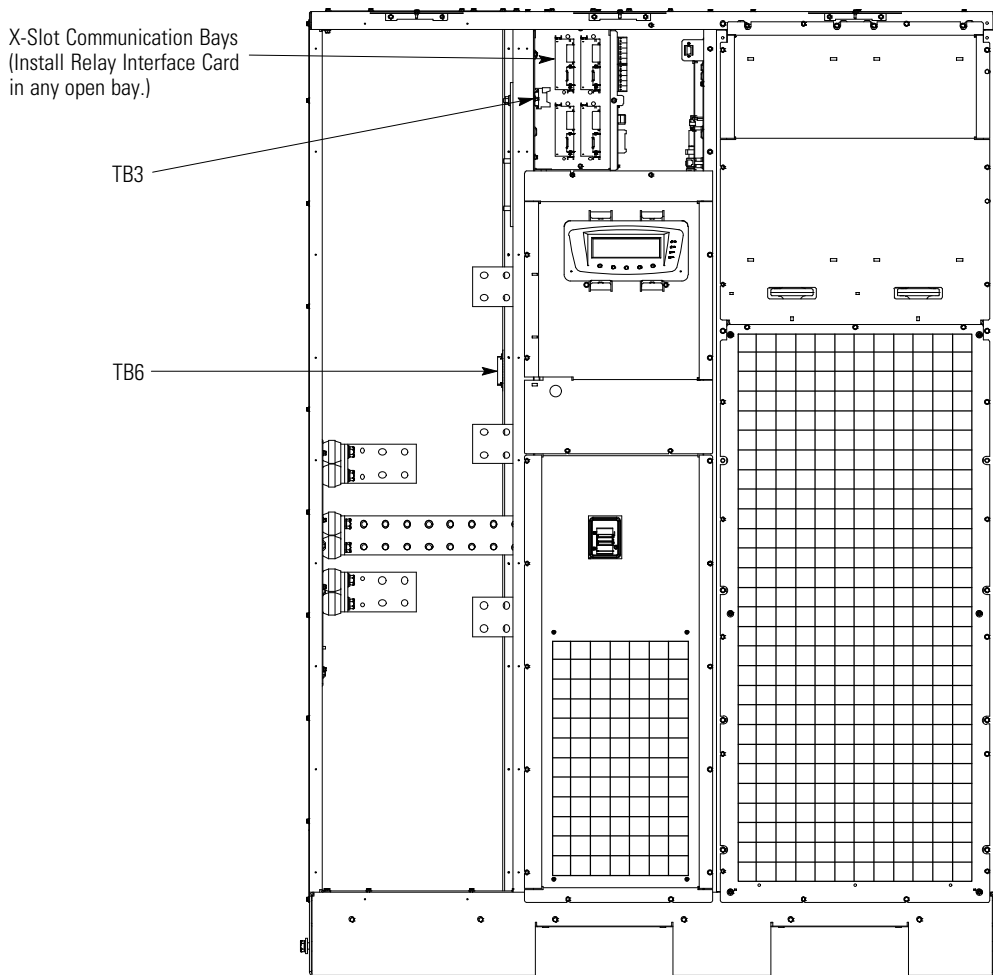 X-Slot Communication Bays
(Install Relay Interface Card
in any open bay.)
TB3
TB6